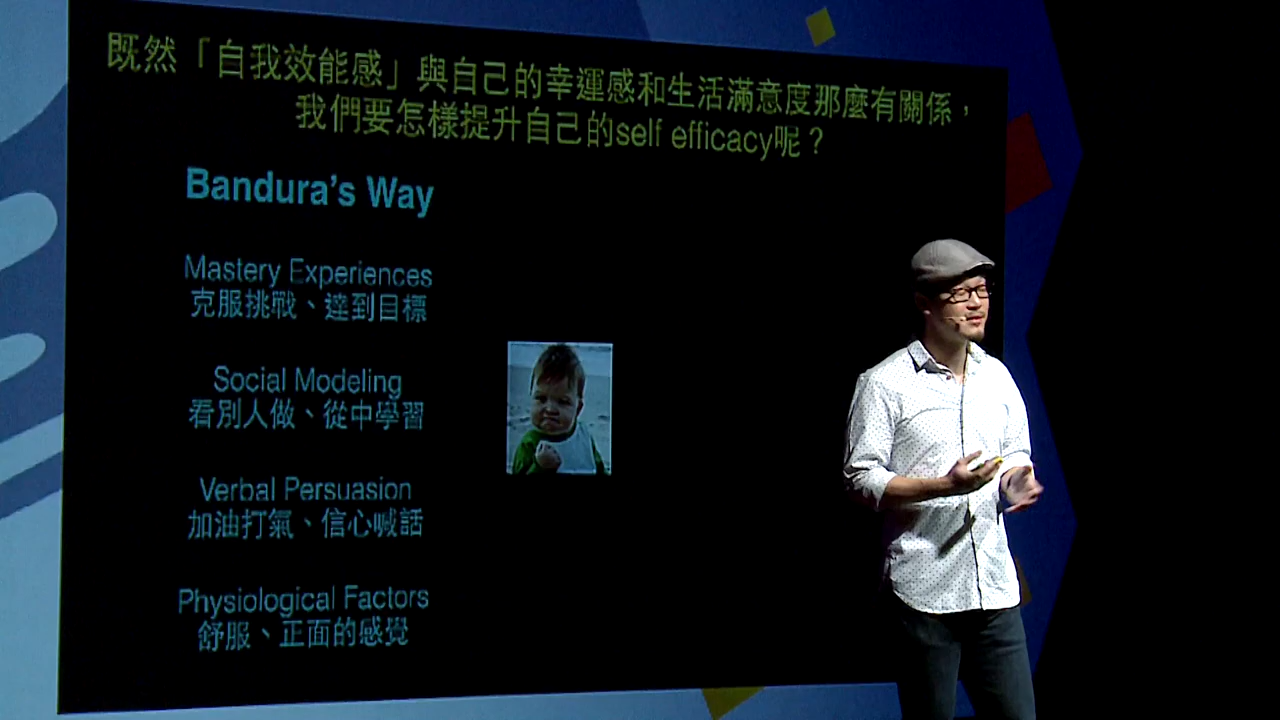 既然「自我效能感」與自己的幸運感和生活滿意度那麼有關係，
我們要怎樣提升自己的self efficacy呢？
Bandura's Way
Mastery Experiences
克服挑戰、達到目標
Social Modeling
看別人做、從中學習
Verbal Persuasion
加油打氣、信心喊話
Physiological Factors
舒服、正面的感覺